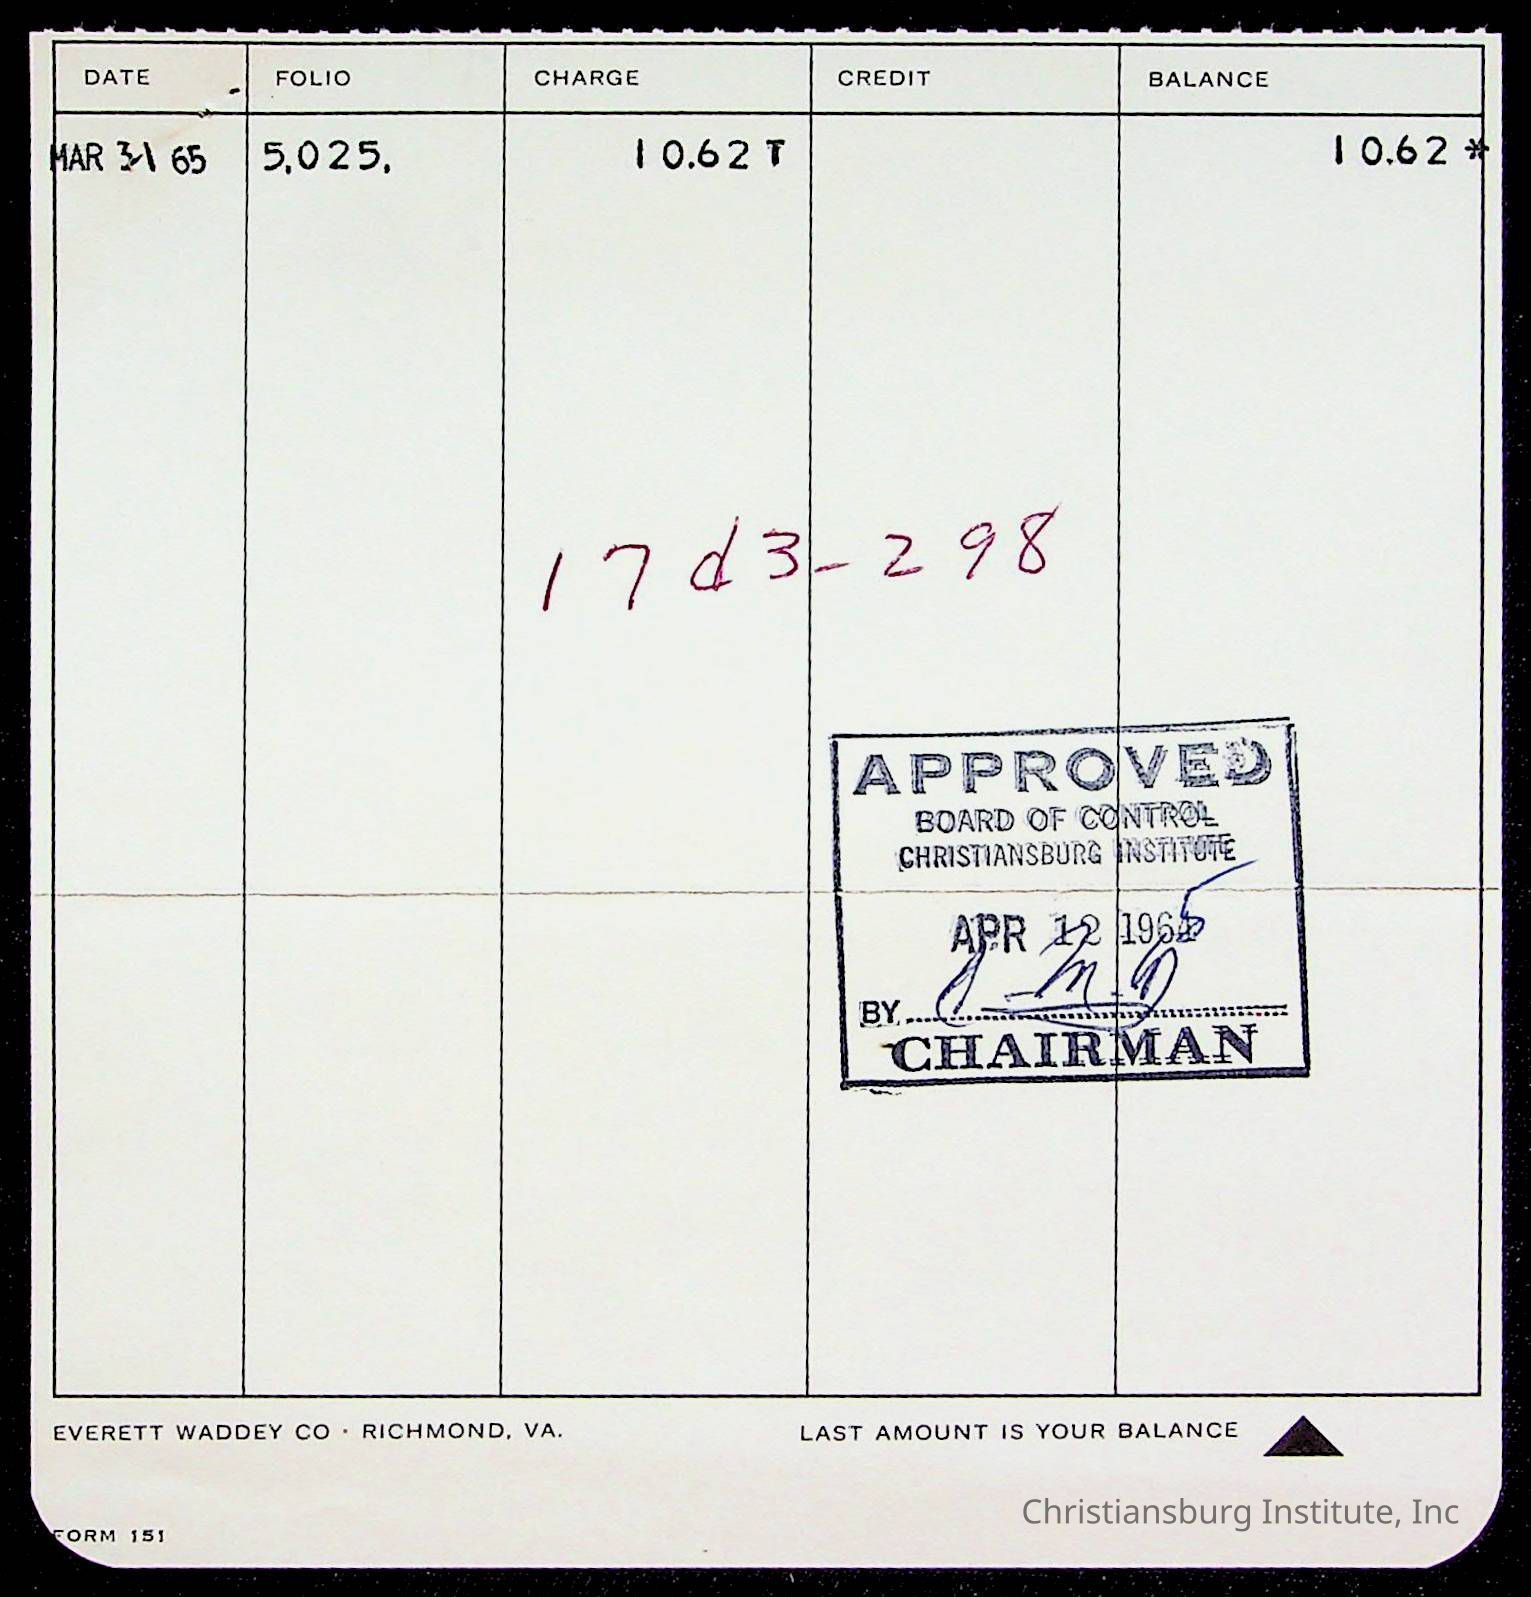 DATE FOLIO CHARGE CREDIT BALANCE
MAR 31 65 5,025. 10.62 T 10.62 *
17d3-298
APPROVED
BOARD OF CONTROL
CHRISTIANSBURG INSTITUTE
APR 12 1965
BY
CHAIRMAN
EVERETT WADDEY CO · RICHMOND, VA. LAST AMOUNT IS YOUR BALANCE
Christiansburg Institute, Inc
FORM 151